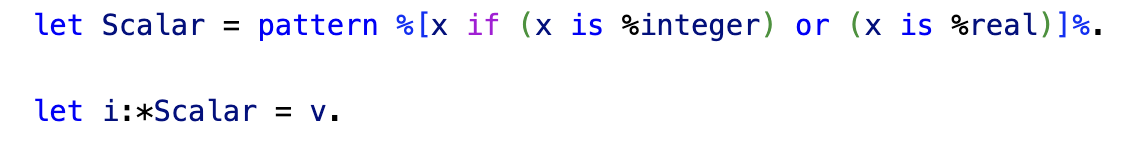 let Scalar = pattern %[x if (x is %integer) or (x is %real)]%.
let i:*Scalar = v.